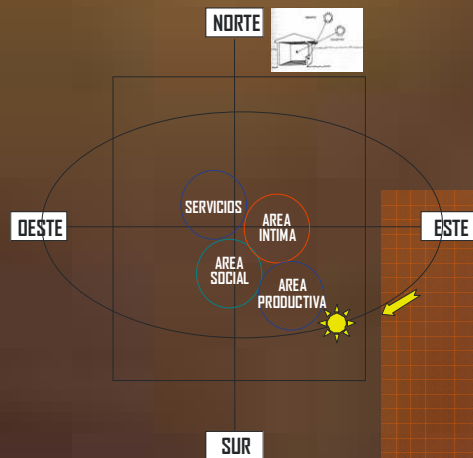 NORTE
SERVICIOS
OESTE
ESTE
AREA
INTIMA
AREA
SOCIAL
AREA
PRODUCTIVA
SUR